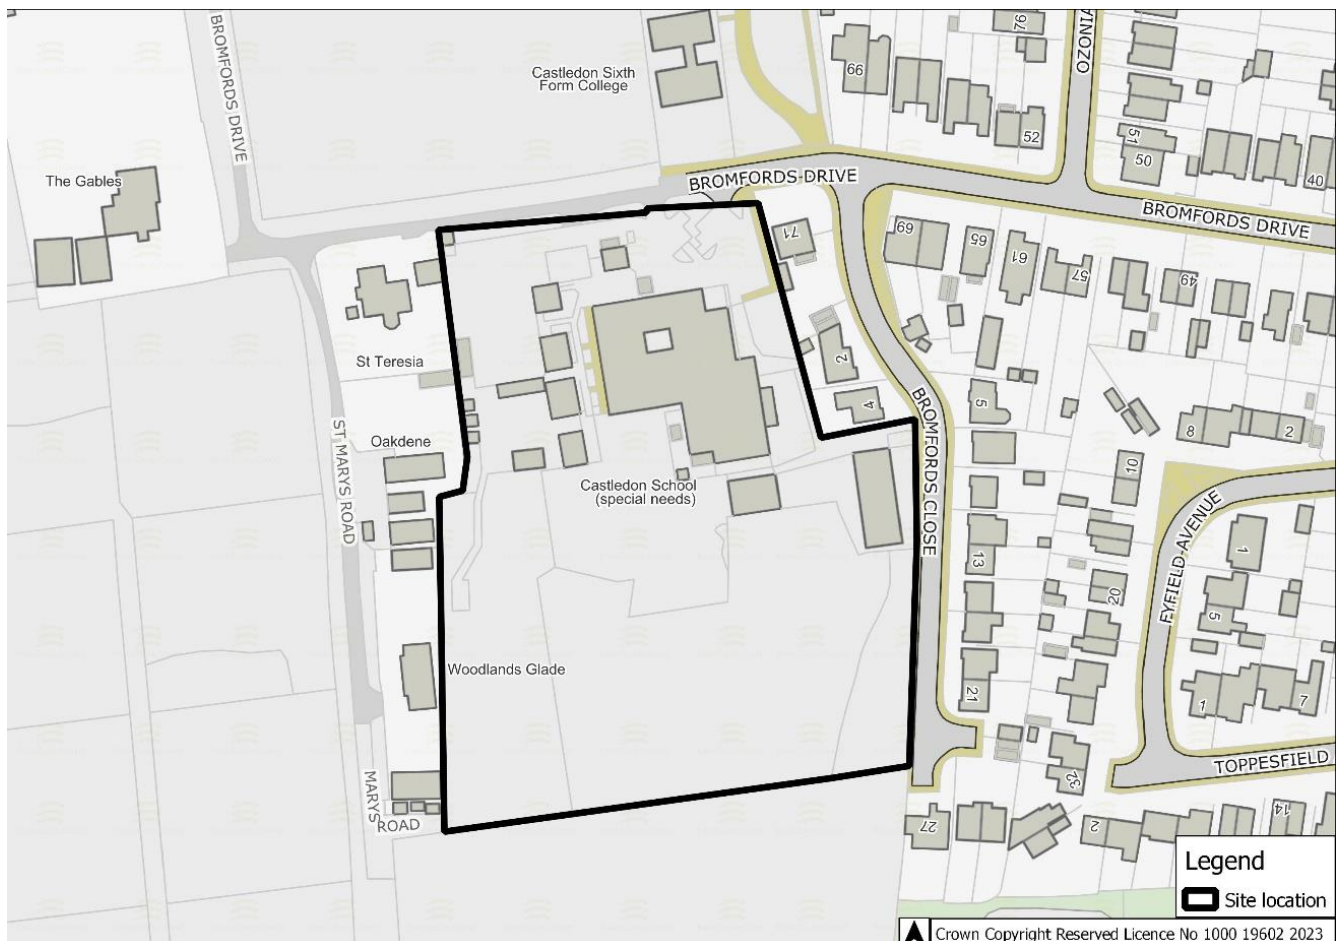 BROMFORDS DRIVE
Castledon Sixth
Form College
66
76
52
OZONIA
51
50
40
The Gables
BROMFORDS DRIVE
BROMFORDS DRIVE
71
69
65
61
57
49
St Teresia
2
4
BROMFORDS CLOSE
5
8
2
10
ST MARYS ROAD
Oakdene
Castledon School
(special needs)
13
20
FYFIELD AVENUE
1
5
1
7
Woodlands Glade
21
32
TOPPESFIELD
MARYS
ROAD
27
2
14
Legend
Site location
Crown Copyright Reserved Licence No 1000 19602 2023